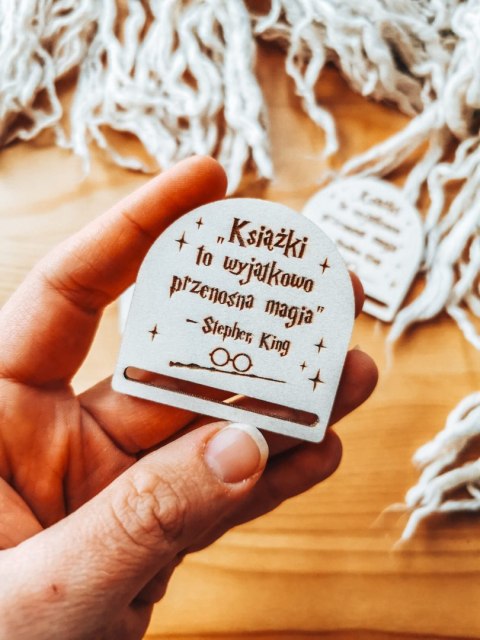 „Książki
to wyjątkowo
przenośna magia"
– Stephen King